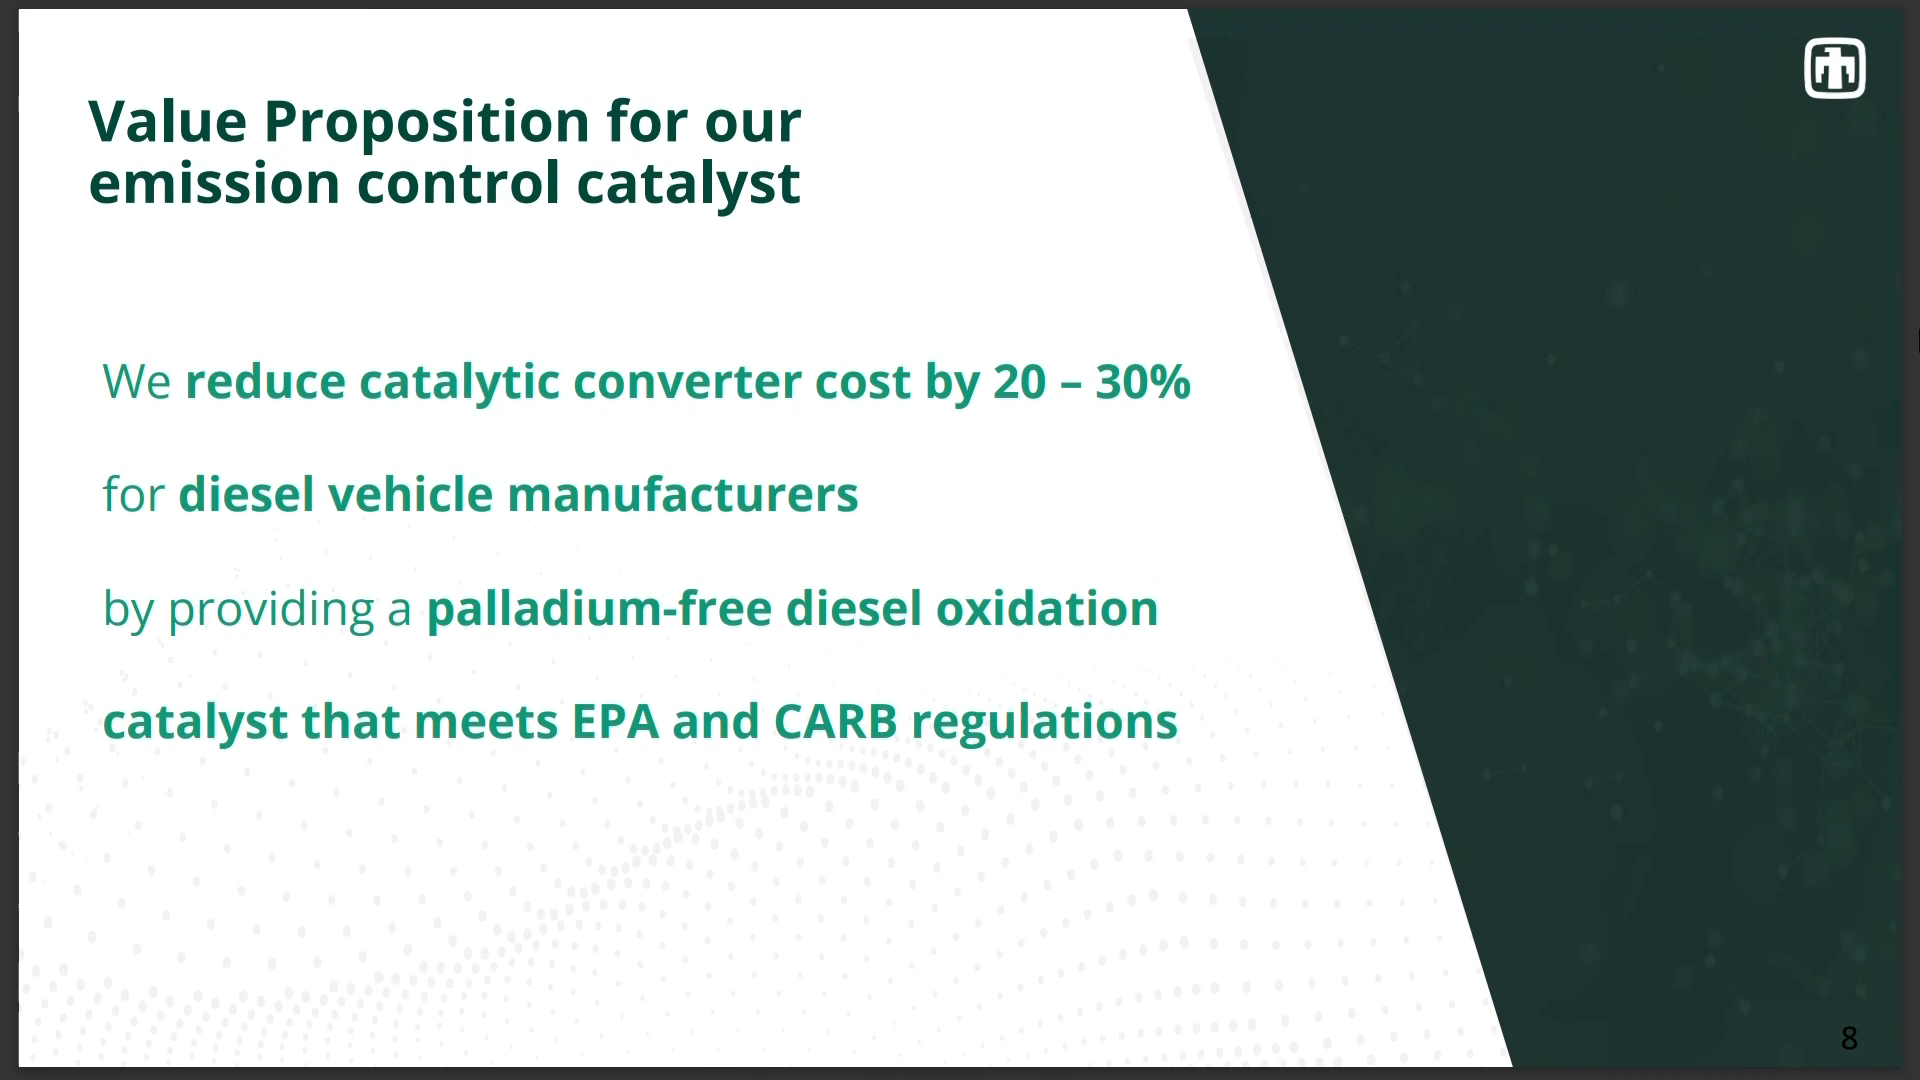 Value Proposition for our
emission control catalyst
We reduce catalytic converter cost by 20 – 30%
for diesel vehicle manufacturers
by providing a palladium-free diesel oxidation
catalyst that meets EPA and CARB regulations
8